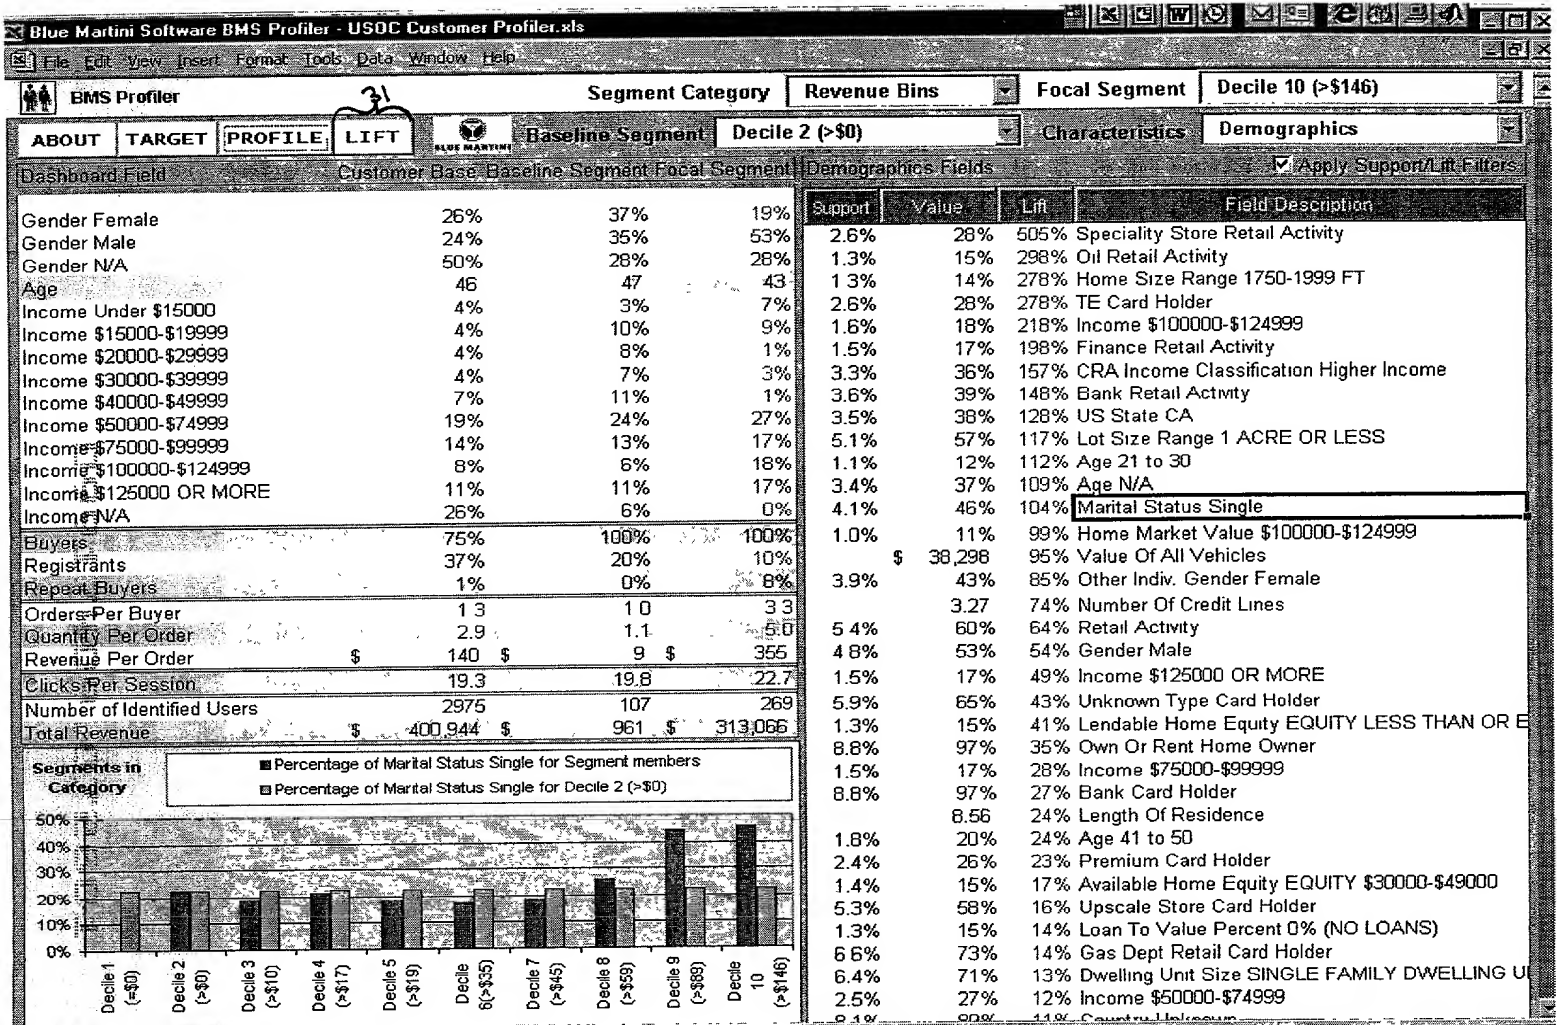 Blue Martini Software BMS Profiler - USOC Customer Profiler.xls
File Edit View Insert Format Tools Data Window Help
31
BMS Profiler Segment Category Revenue Bins Focal Segment Decile 10 (>$146)
ABOUT TARGET PROFILE LIFT BLUE MARTINI Baseline Segment Decile 2 (>$0) Characteristics Demographics
Dashboard Field Customer Base Baseline Segment Focal Segment
Gender Female 26% 37% 19%
Gender Male 24% 35% 53%
Gender N/A 50% 28% 28%
Age 46 47 43
Income Under $15000 4% 3% 7%
Income $15000-$19999 4% 10% 9%
Income $20000-$29999 4% 8% 1%
Income $30000-$39999 4% 7% 3%
Income $40000-$49999 7% 11% 1%
Income $50000-$74999 19% 24% 27%
Income $75000-$99999 14% 13% 17%
Income $100000-$124999 8% 6% 18%
Income $125000 OR MORE 11% 11% 17%
Income N/A 26% 6% 0%
Buyers 75% 100% 100%
Registrants 37% 20% 10%
Repeat Buyers 1% 0% 8%
Orders Per Buyer 1 3 1 0 3 3
Quantity Per Order 2.9 1.1 5.0
Revenue Per Order $ 140 $ 9 $ 355
Clicks Per Session 19.3 19.8 22.7
Number of Identified Users 2975 107 269
Total Revenue $ 400,944 $ 961 $ 313,066
Segments in Category
Percentage of Marital Status Single for Segment members
Percentage of Marital Status Single for Decile 2 (>$0)
50%
40%
30%
20%
10%
0%
Decile 1 (=$0)
Decile 2 (>$0)
Decile 3 (>$10)
Decile 4 (>$17)
Decile 5 (>$19)
Decile 6(>$35)
Decile 7 (>$45)
Decile 8 (>$59)
Decile 9 (>$89)
Decile 10 (>$146)
Demographics Fields Apply Support/Lift Filters
Support Value Lift Field Description
2.6% 28% 505% Speciality Store Retail Activity
1.3% 15% 298% Oil Retail Activity
1 3% 14% 278% Home Size Range 1750-1999 FT
2.6% 28% 278% TE Card Holder
1.6% 18% 218% Income $100000-$124999
1.5% 17% 198% Finance Retail Activity
3.3% 36% 157% CRA Income Classification Higher Income
3.6% 39% 148% Bank Retail Activity
3.5% 38% 128% US State CA
5.1% 57% 117% Lot Size Range 1 ACRE OR LESS
1.1% 12% 112% Age 21 to 30
3.4% 37% 109% Age N/A
4.1% 46% 104% Marital Status Single
1.0% 11% 99% Home Market Value $100000-$124999
$ 38,298 95% Value Of All Vehicles
3.9% 43% 85% Other Indiv. Gender Female
3.27 74% Number Of Credit Lines
5 4% 60% 64% Retail Activity
4 8% 53% 54% Gender Male
1.5% 17% 49% Income $125000 OR MORE
5.9% 65% 43% Unknown Type Card Holder
1.3% 15% 41% Lendable Home Equity EQUITY LESS THAN OR E
8.8% 97% 35% Own Or Rent Home Owner
1.5% 17% 28% Income $75000-$99999
8.8% 97% 27% Bank Card Holder
8.56 24% Length Of Residence
1.8% 20% 24% Age 41 to 50
2.4% 26% 23% Premium Card Holder
1.4% 15% 17% Available Home Equity EQUITY $30000-$49000
5.3% 58% 16% Upscale Store Card Holder
1.3% 15% 14% Loan To Value Percent 0% (NO LOANS)
6 6% 73% 14% Gas Dept Retail Card Holder
6.4% 71% 13% Dwelling Unit Size SINGLE FAMILY DWELLING U
2.5% 27% 12% Income $50000-$74999